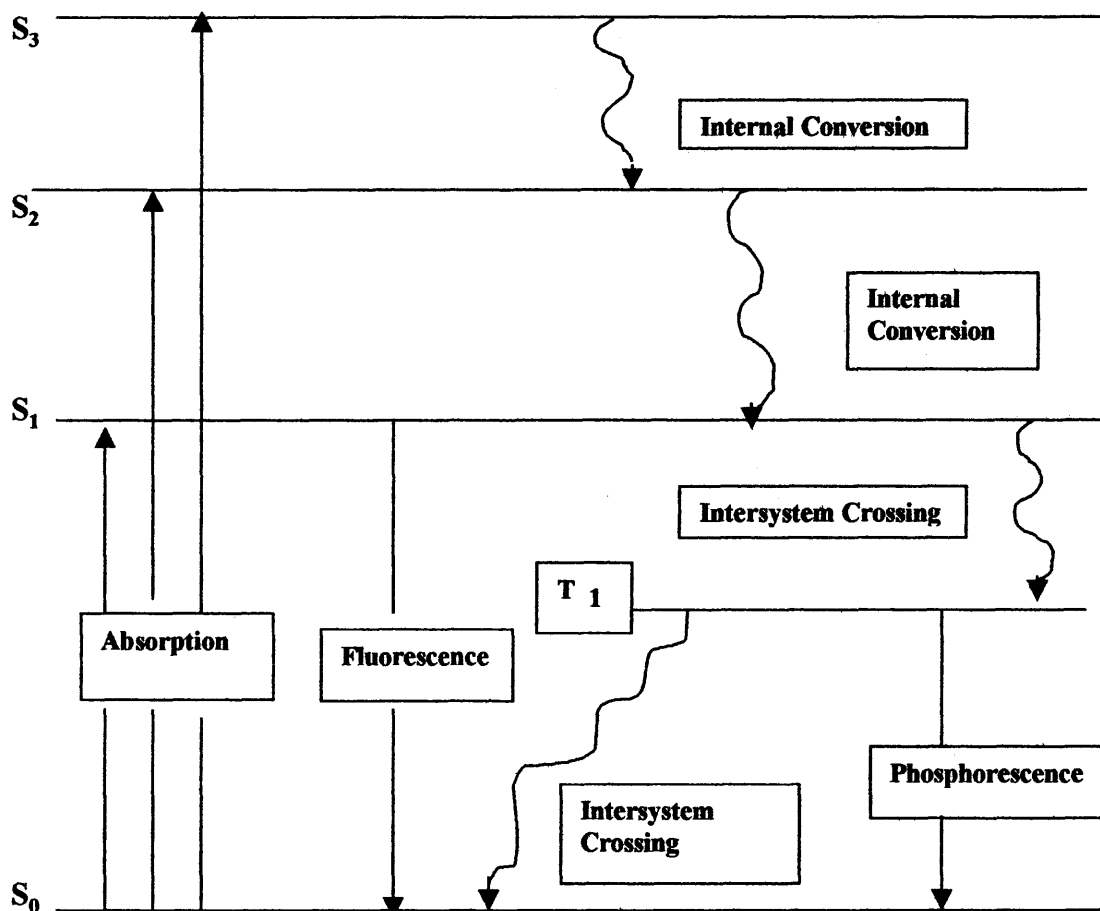 S3
Internal Conversion
S2
Internal
Conversion
S1
Intersystem Crossing
T 1
Absorption
Fluorescence
Phosphorescence
Intersystem
Crossing
S0